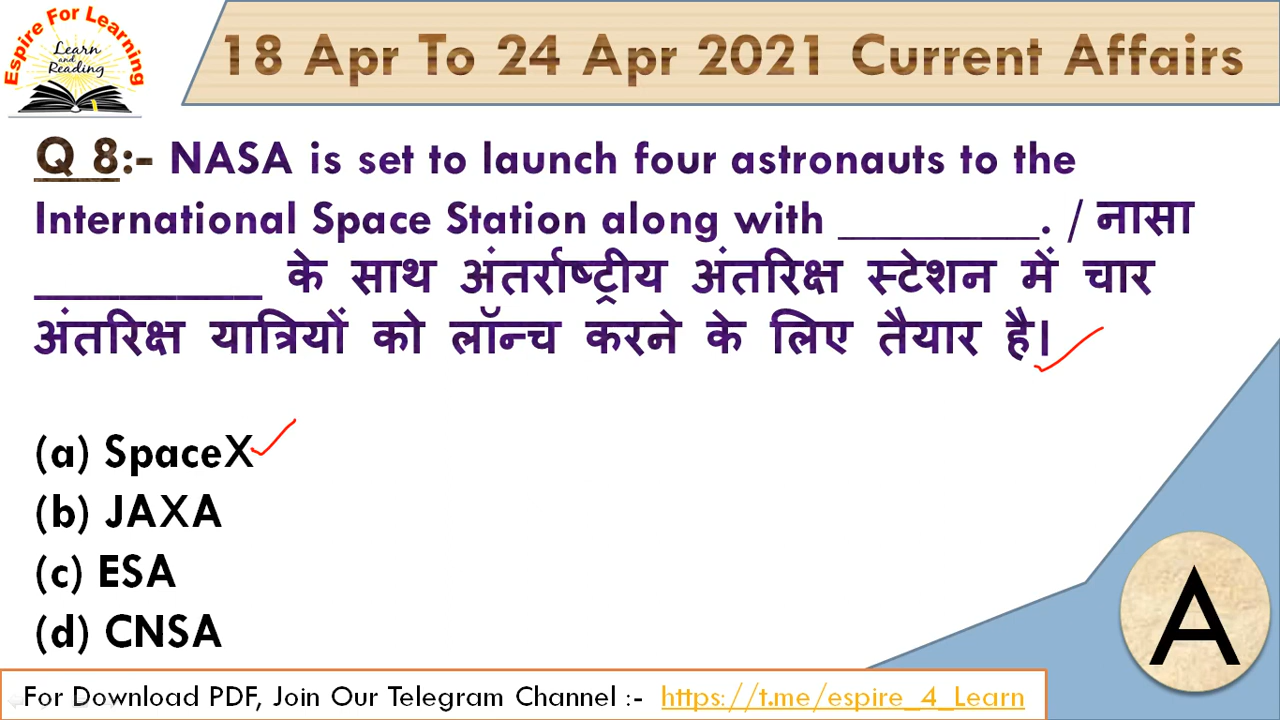 Espire For Learning
Learn
and
Reading
18 Apr To 24 Apr 2021 Current Affairs
Q 8:- NASA is set to launch four astronauts to the
International Space Station along with _________. / नासा
__________ के साथ अंतर्राष्ट्रीय अंतरिक्ष स्टेशन में चार
अंतरिक्ष यात्रियों को लॉन्च करने के लिए तैयार है।
(a) SpaceX
(b) JAXA
(c) ESA
(d) CNSA
A
For Download PDF, Join Our Telegram Channel :- https://t.me/espire_4_Learn